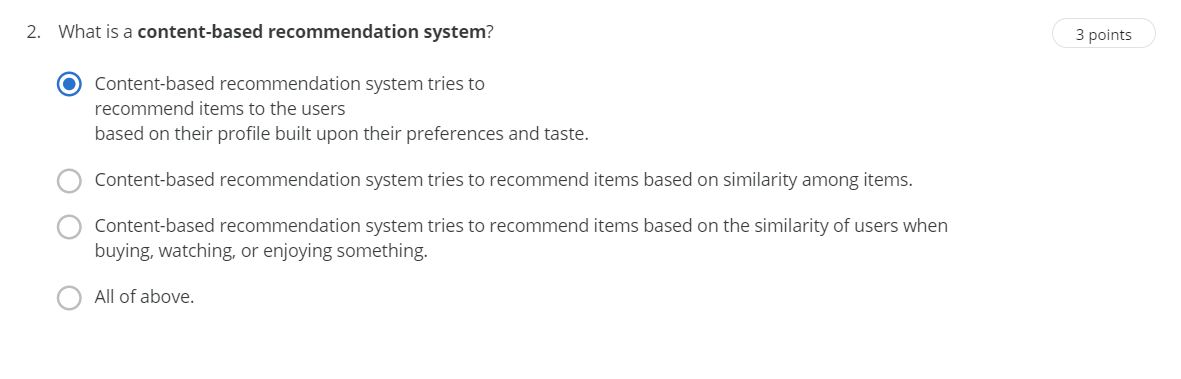 2. What is a content-based recommendation system?
3 points
Content-based recommendation system tries to
recommend items to the users
based on their profile built upon their preferences and taste.
Content-based recommendation system tries to recommend items based on similarity among items.
Content-based recommendation system tries to recommend items based on the similarity of users when
buying, watching, or enjoying something.
All of above.